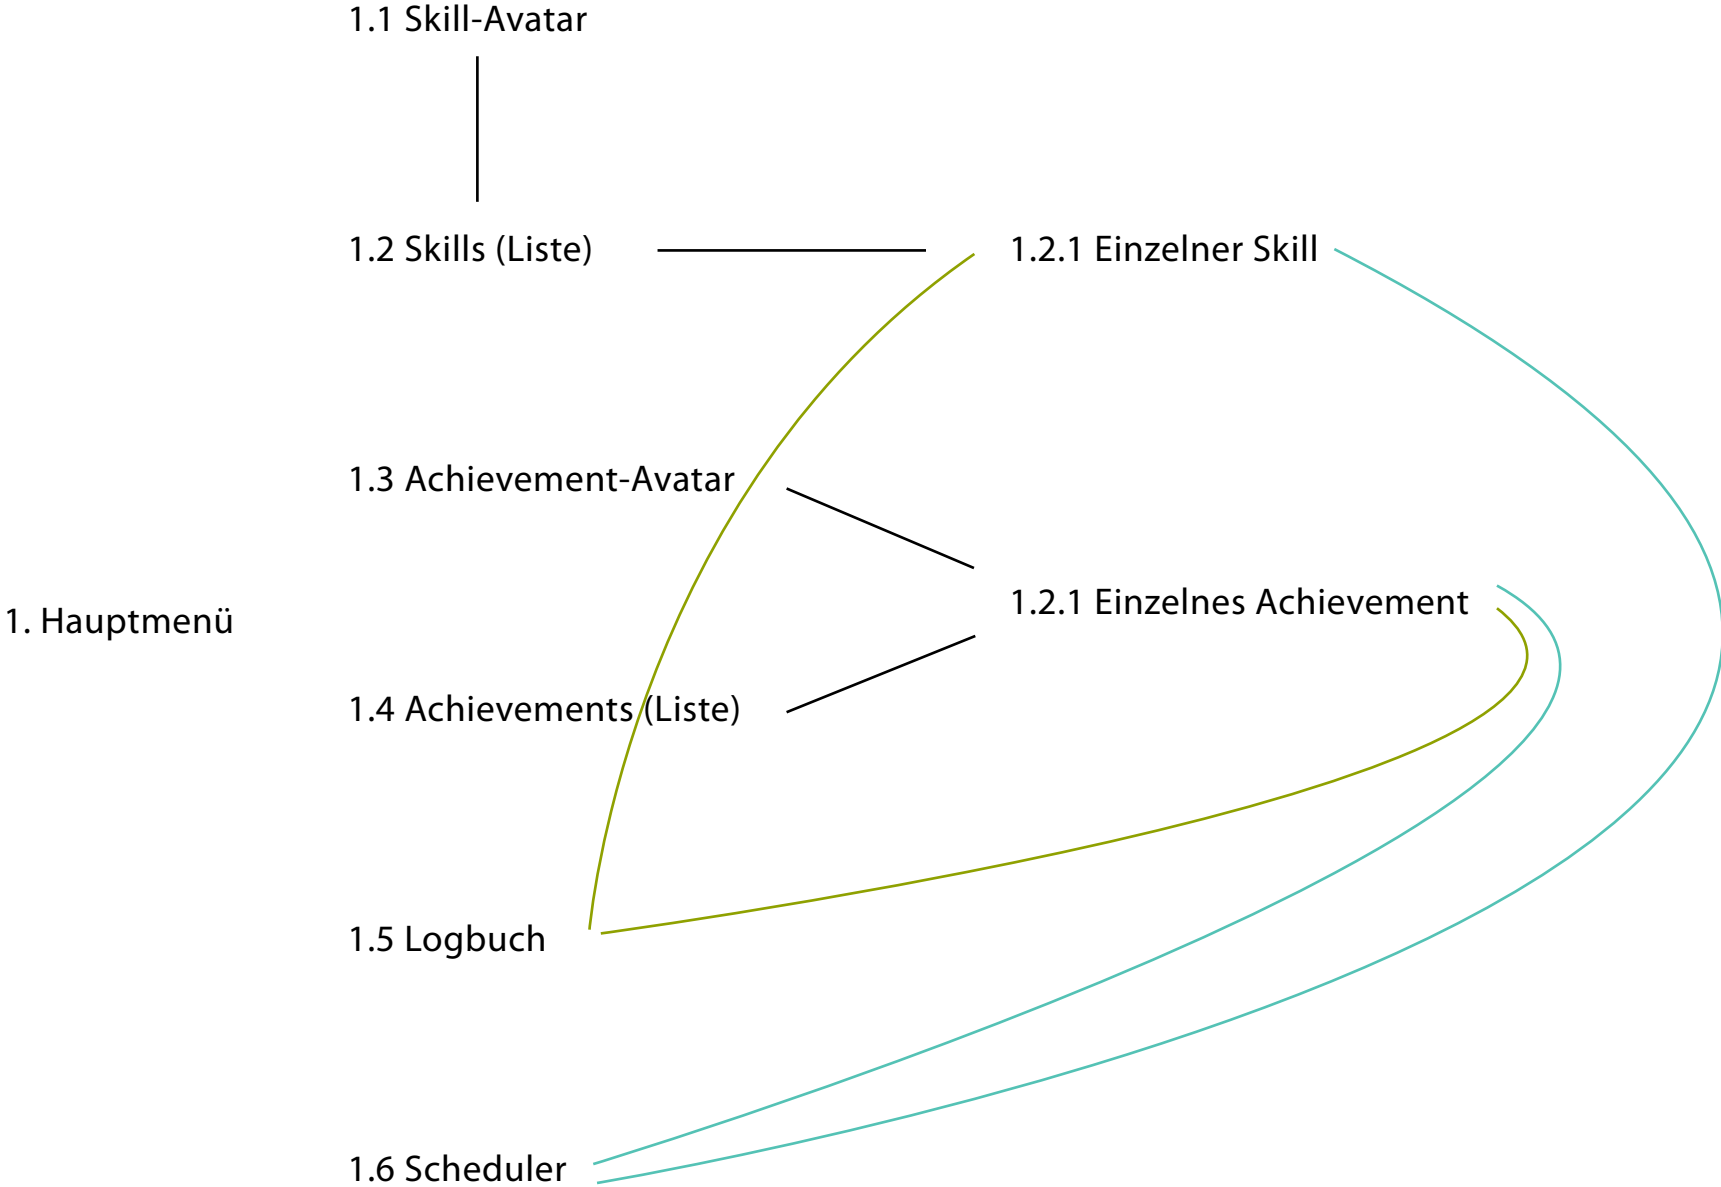 1.1 Skill-Avatar
1.2 Skills (Liste)
1.2.1 Einzelner Skill
1.3 Achievement-Avatar
1.2.1 Einzelnes Achievement
1. Hauptmenü
1.4 Achievements (Liste)
1.5 Logbuch
1.6 Scheduler